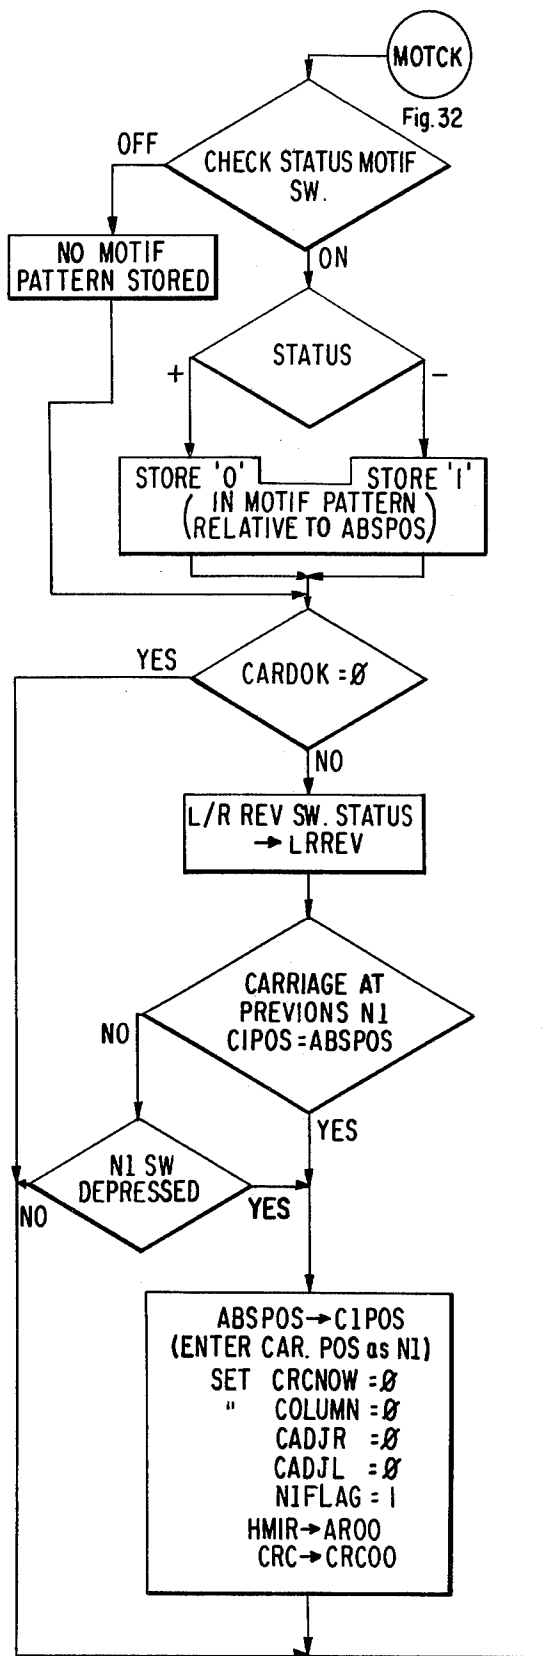 MOTCK
Fig. 32
OFF
CHECK STATUS MOTIF
SW.
NO MOTIF
PATTERN STORED
ON
STATUS
+
-
STORE '0'
STORE '1'
(IN MOTIF PATTERN
RELATIVE TO ABSPOS)
YES
CARDOK = Ø
NO
L/R REV SW. STATUS
→ LRREV
CARRIAGE AT
PREVIONS N1
C1POS = ABSPOS
NO
YES
N1 SW
DEPRESSED
YES
NO
ABSPOS → C1POS
(ENTER CAR. POS as N1)
SET CRCNOW = Ø
" COLUMN = Ø
CADJR = Ø
CADJL = Ø
N1FLAG = 1
HMIR → AROO
CRC → CRCOO